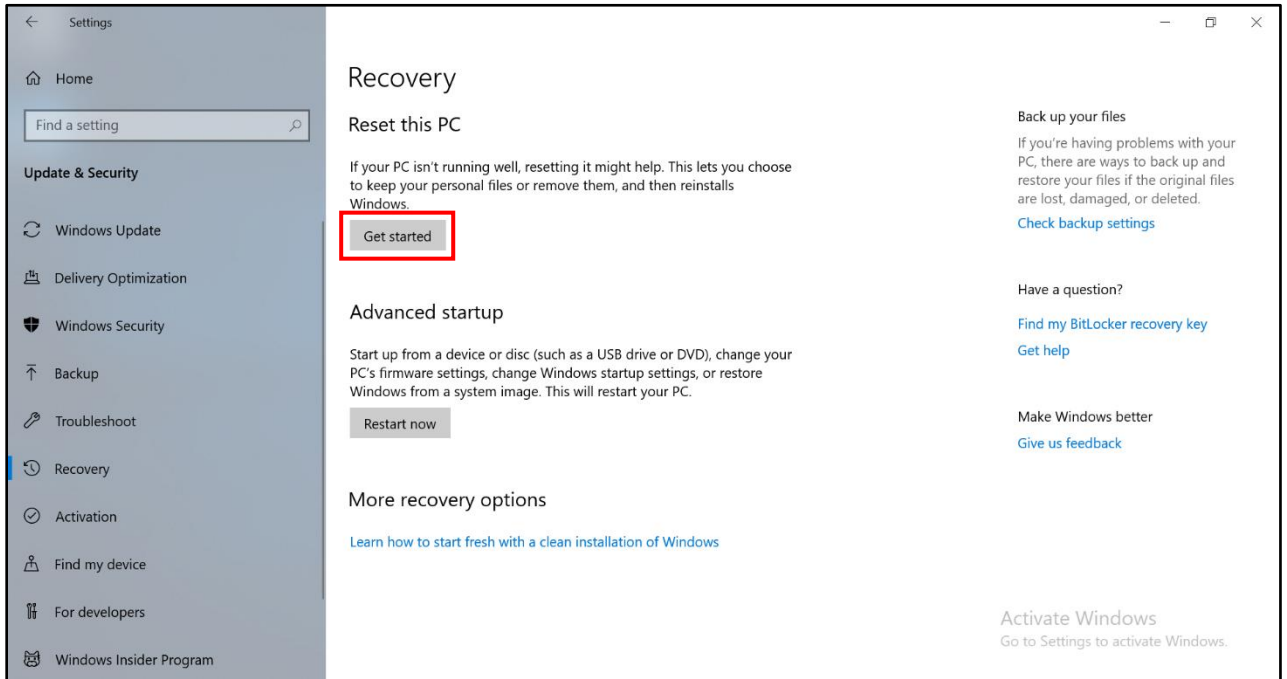 Settings
Home
Find a setting
Update & Security
Windows Update
Delivery Optimization
Windows Security
Backup
Troubleshoot
Recovery
Activation
Find my device
For developers
Windows Insider Program
Recovery
Reset this PC
If your PC isn't running well, resetting it might help. This lets you choose
to keep your personal files or remove them, and then reinstalls
Windows.
Get started
Advanced startup
Start up from a device or disc (such as a USB drive or DVD), change your
PC's firmware settings, change Windows startup settings, or restore
Windows from a system image. This will restart your PC.
Restart now
More recovery options
Learn how to start fresh with a clean installation of Windows
Back up your files
If you're having problems with your
PC, there are ways to back up and
restore your files if the original files
are lost, damaged, or deleted.
Check backup settings
Have a question?
Find my BitLocker recovery key
Get help
Make Windows better
Give us feedback
Activate Windows
Go to Settings to activate Windows.